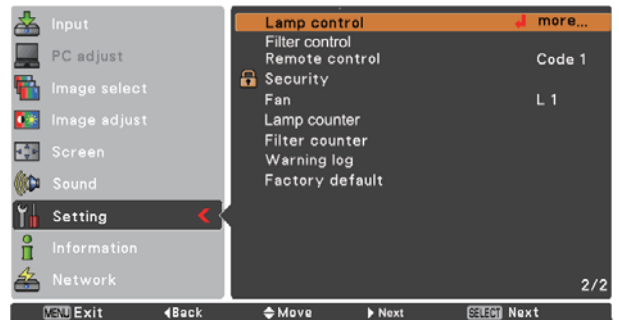 Input
PC adjust
Image select
Image adjust
Screen
Sound
Setting
Information
Network
Lamp control more...
Filter control
Remote control Code 1
Security
Fan L 1
Lamp counter
Filter counter
Warning log
Factory default
2/2
MENU Exit Back Move Next SELECT Next